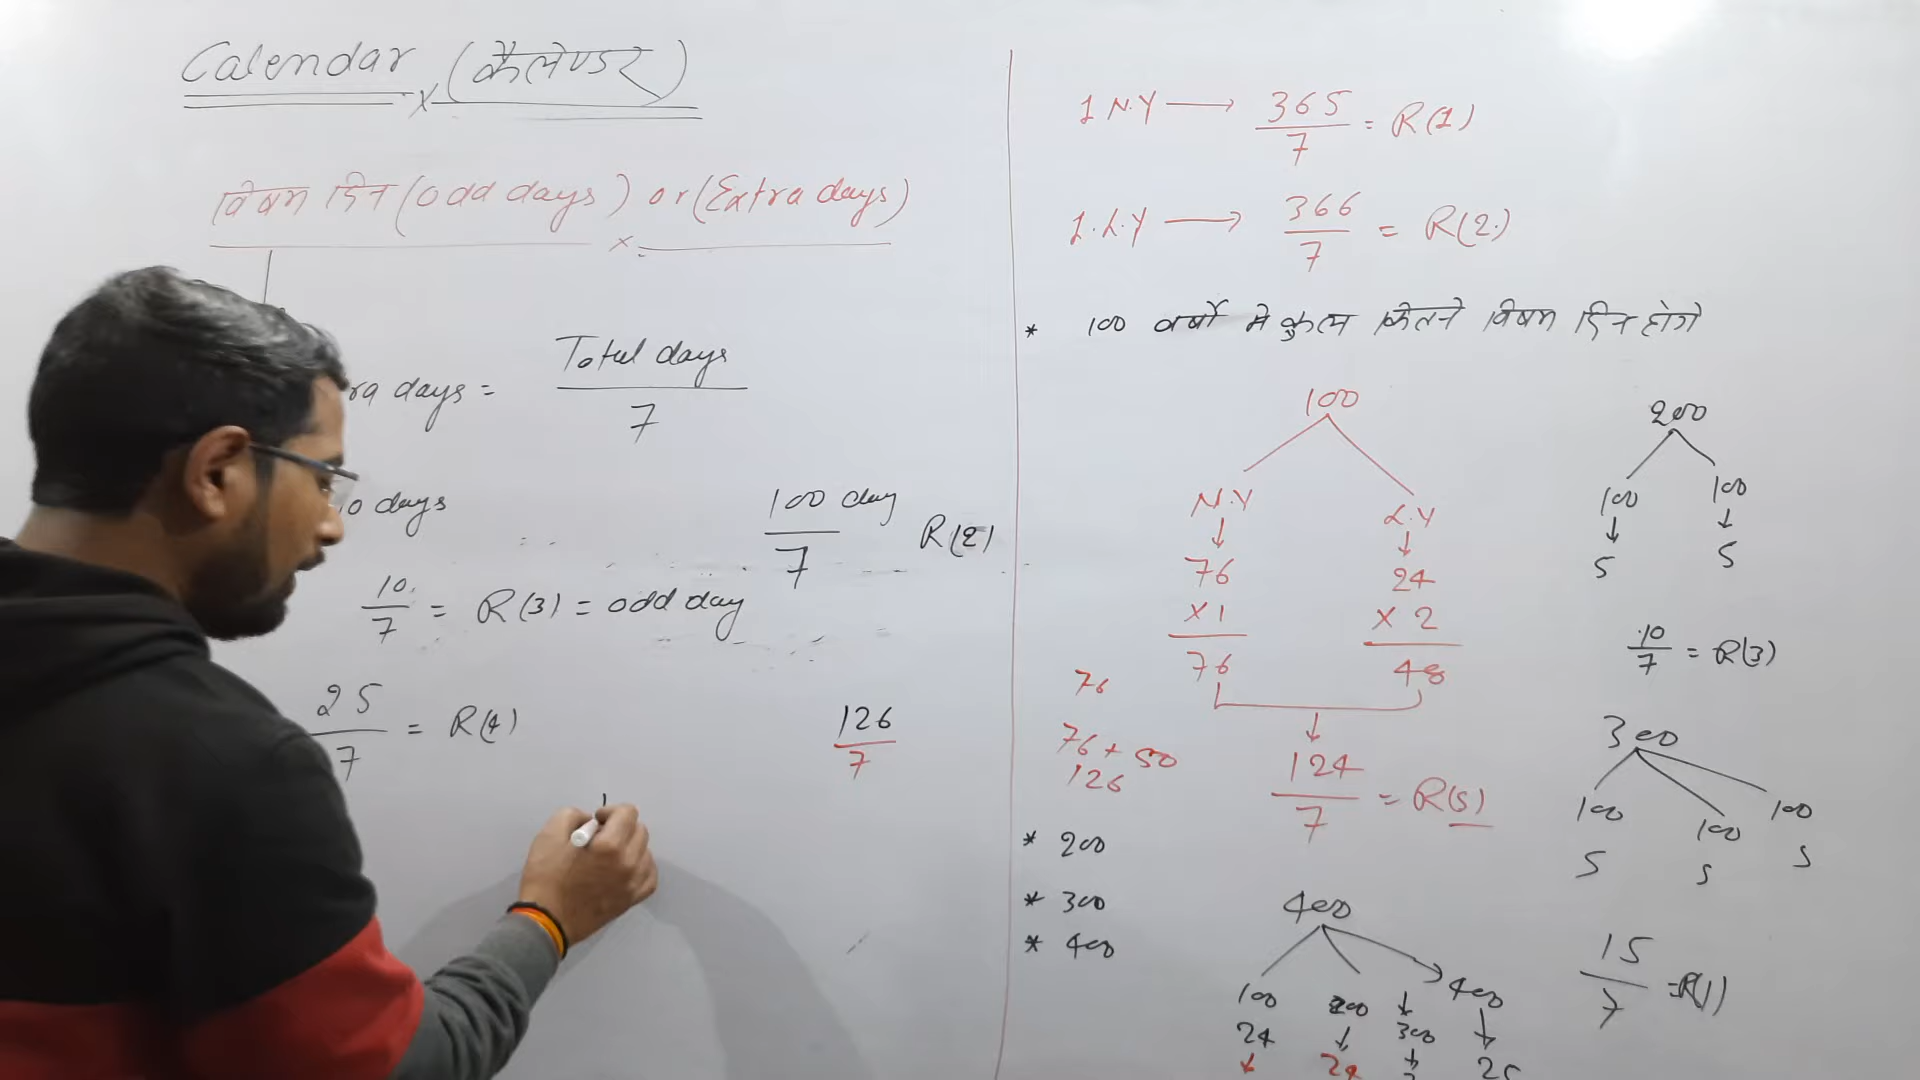 Calendar (कैलेण्डर)
विषम दिन (odd days) or (Extra days)
ra days = Total days / 7
10 days
100 day / 7 R(2)
10 / 7 = R(3) = odd day
25 / 7 = R(4)
126 / 7
1 N.Y → 365 / 7 = R(1)
1.L.Y → 366 / 7 = R(2)
* 100 वर्षो मे कुल कितने विषम दिन होगे
100
N.Y L.Y
↓ ↓
76 24
x1 x2
76 48
↓
124 / 7 = R(5)
76
76 + 50
126
200
100 100
↓ ↓
5 5
10 / 7 = R(3)
300
100 100 100
5 5 5
15 / 7 = R(1)
* 200
* 300
* 400
400
100 200 300 400
24 24 25